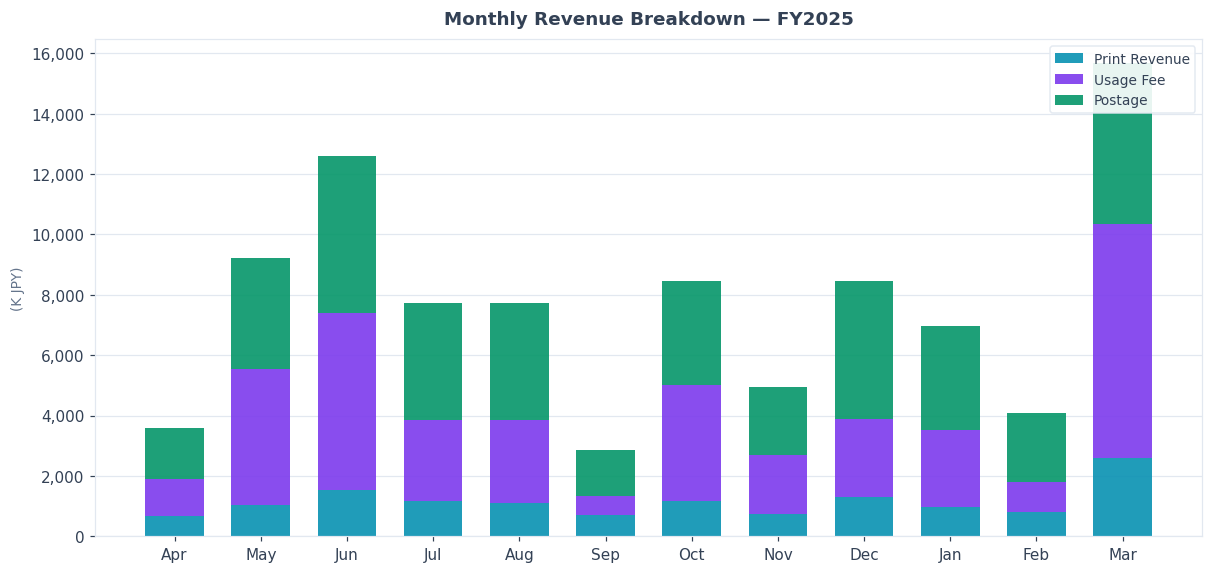 Monthly Revenue Breakdown — FY2025
(K JPY)
16,000
14,000
12,000
10,000
8,000
6,000
4,000
2,000
0
Print Revenue
Usage Fee
Postage
Apr May Jun Jul Aug Sep Oct Nov Dec Jan Feb Mar